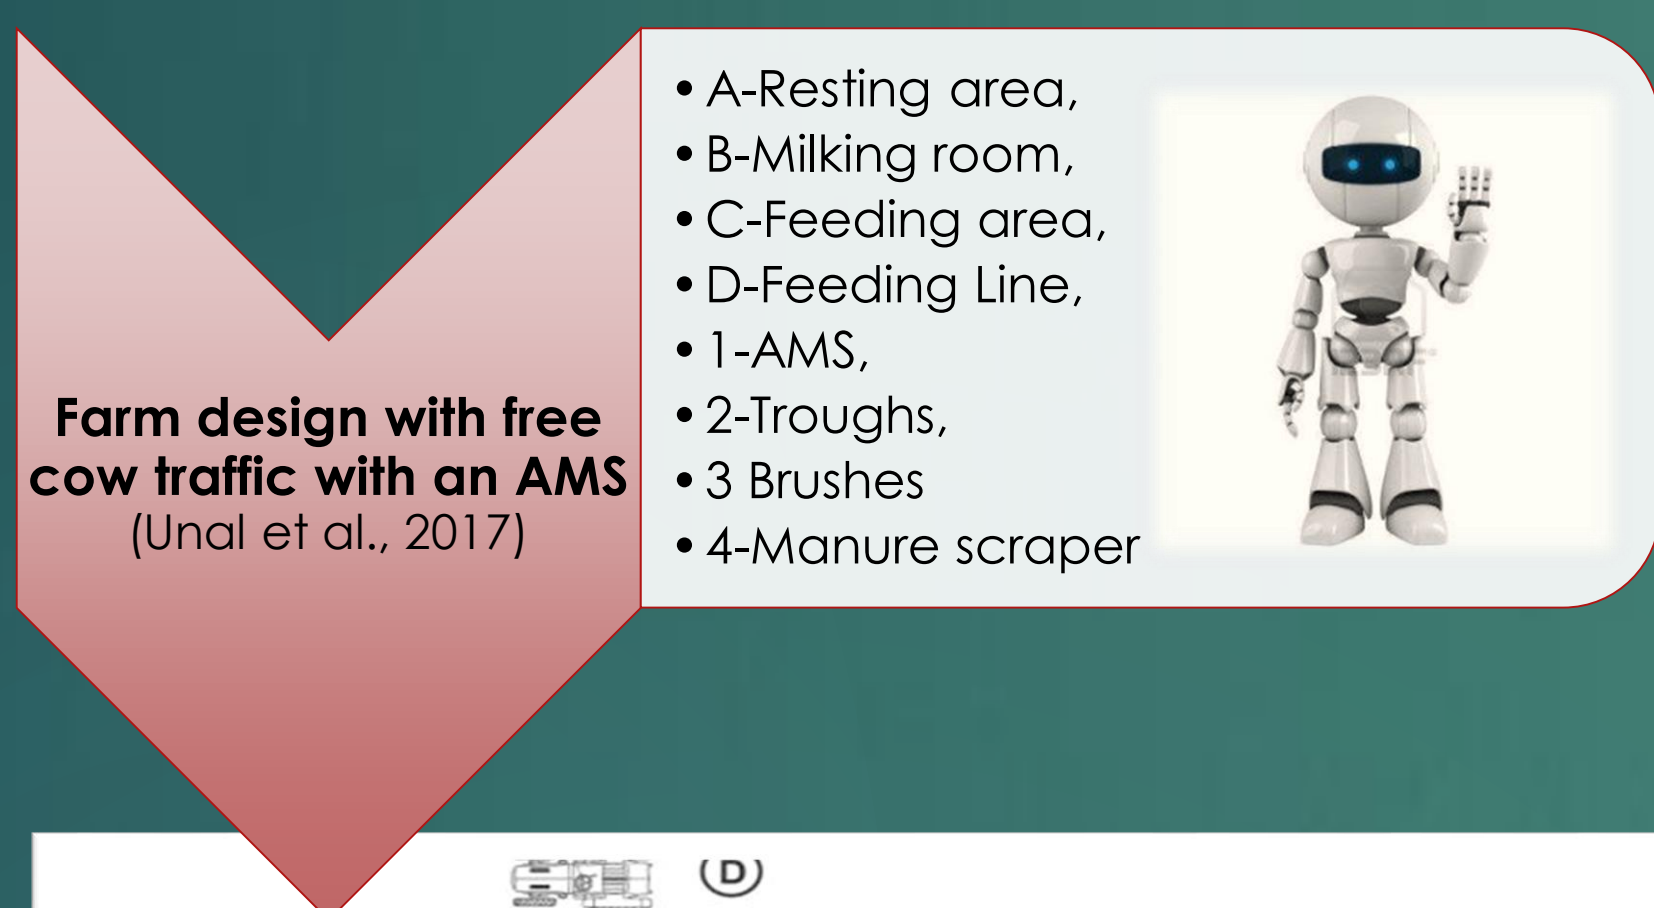 Farm design with free
cow traffic with an AMS
(Unal et al., 2017)
•A-Resting area,
•B-Milking room,
•C-Feeding area,
•D-Feeding Line,
•1-AMS,
•2-Troughs,
•3 Brushes
•4-Manure scraper
D